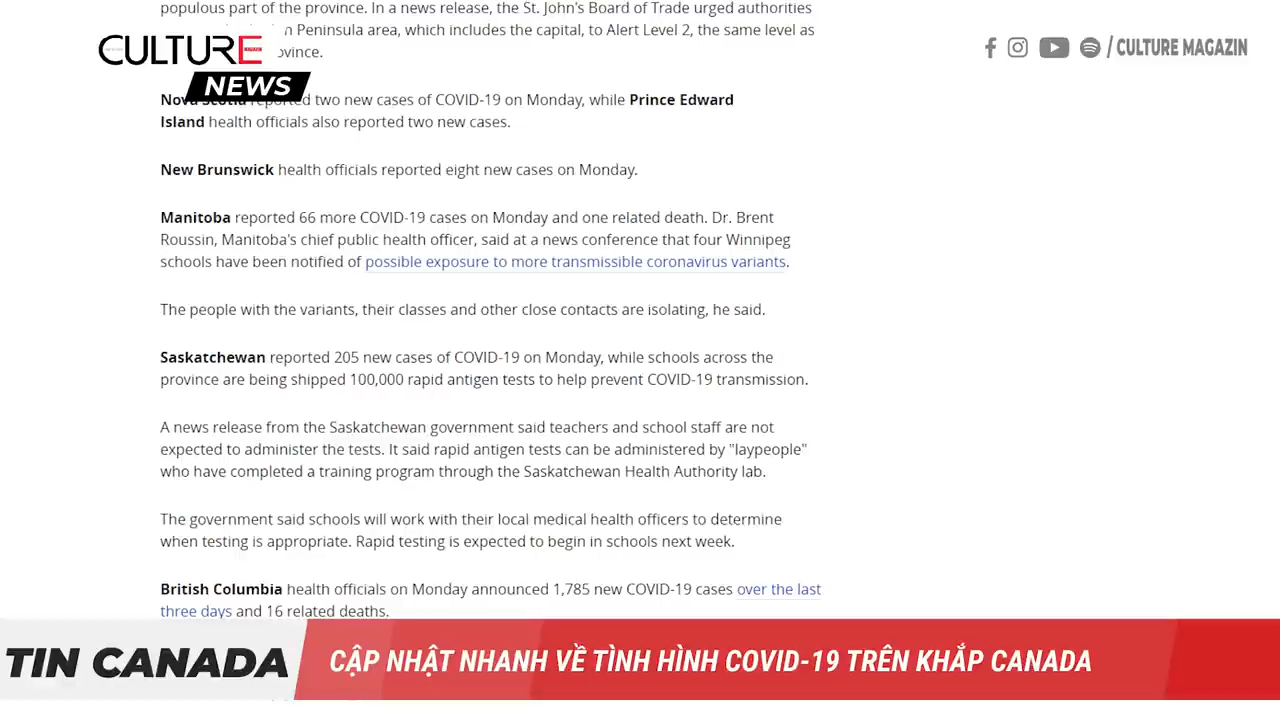 populous part of the province. In a news release, the St. John's Board of Trade urged authorities
Peninsula area, which includes the capital, to Alert Level 2, the same level as
CULTURE
/ CULTURE MAGAZIN
NEWS
Nova Scotia reported two new cases of COVID-19 on Monday, while Prince Edward
Island health officials also reported two new cases.
New Brunswick health officials reported eight new cases on Monday.
Manitoba reported 66 more COVID-19 cases on Monday and one related death. Dr. Brent
Roussin, Manitoba's chief public health officer, said at a news conference that four Winnipeg
schools have been notified of possible exposure to more transmissible coronavirus variants.
The people with the variants, their classes and other close contacts are isolating, he said.
Saskatchewan reported 205 new cases of COVID-19 on Monday, while schools across the
province are being shipped 100,000 rapid antigen tests to help prevent COVID-19 transmission.
A news release from the Saskatchewan government said teachers and school staff are not
expected to administer the tests. It said rapid antigen tests can be administered by "laypeople"
who have completed a training program through the Saskatchewan Health Authority lab.
The government said schools will work with their local medical health officers to determine
when testing is appropriate. Rapid testing is expected to begin in schools next week.
British Columbia health officials on Monday announced 1,785 new COVID-19 cases over the last
three days and 16 related deaths.
TIN CANADA
CẬP NHẬT NHANH VỀ TÌNH HÌNH COVID-19 TRÊN KHẮP CANADA